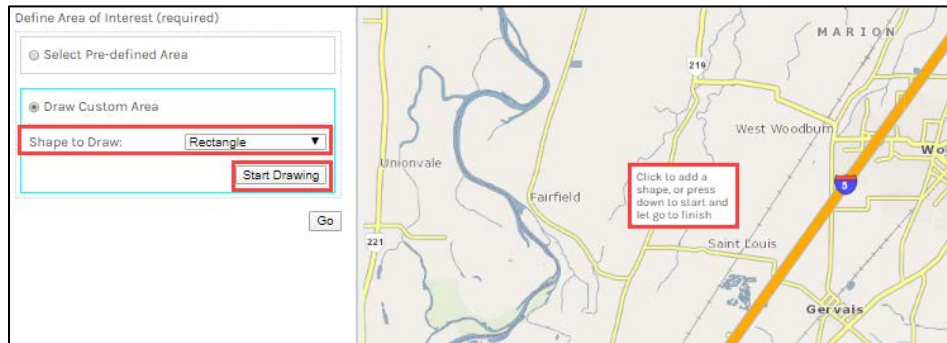 Define Area of Interest (required)
Select Pre-defined Area
Draw Custom Area
Shape to Draw: Rectangle
Start Drawing
Go
MARION
219
West Woodburn
Wo
Unionvale
Click to add a
shape, or press
down to start and
let go to finish
5
Fairfield
221
Saint Louis
Gervais